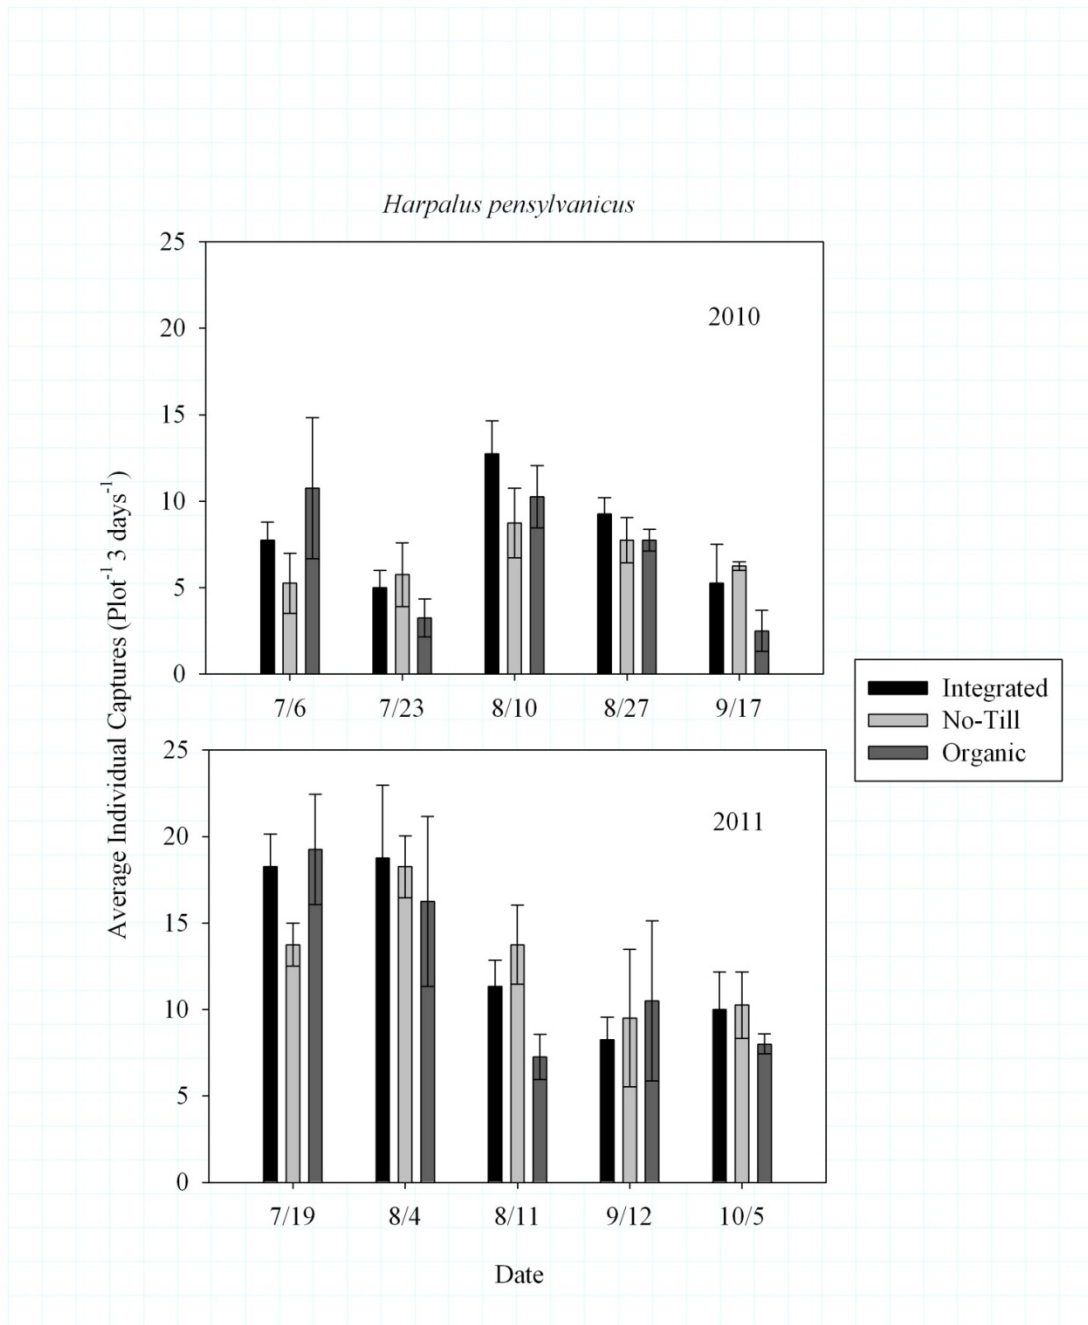 Harpalus pensylvanicus
25
20
15
10
5
0
2010
7/6 7/23 8/10 8/27 9/17
Average Individual Captures (Plot⁻¹ 3 days⁻¹)
Integrated
No-Till
Organic
25
20
15
10
5
0
2011
7/19 8/4 8/11 9/12 10/5
Date